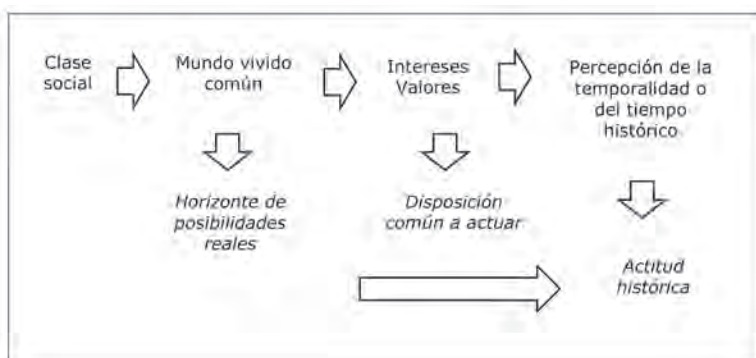 Clase
social
Mundo vivido
común
Intereses
Valores
Percepción de la
temporalidad o
del tiempo
histórico
Horizonte de
posibilidades
reales
Disposición
común a actuar
Actitud
histórica